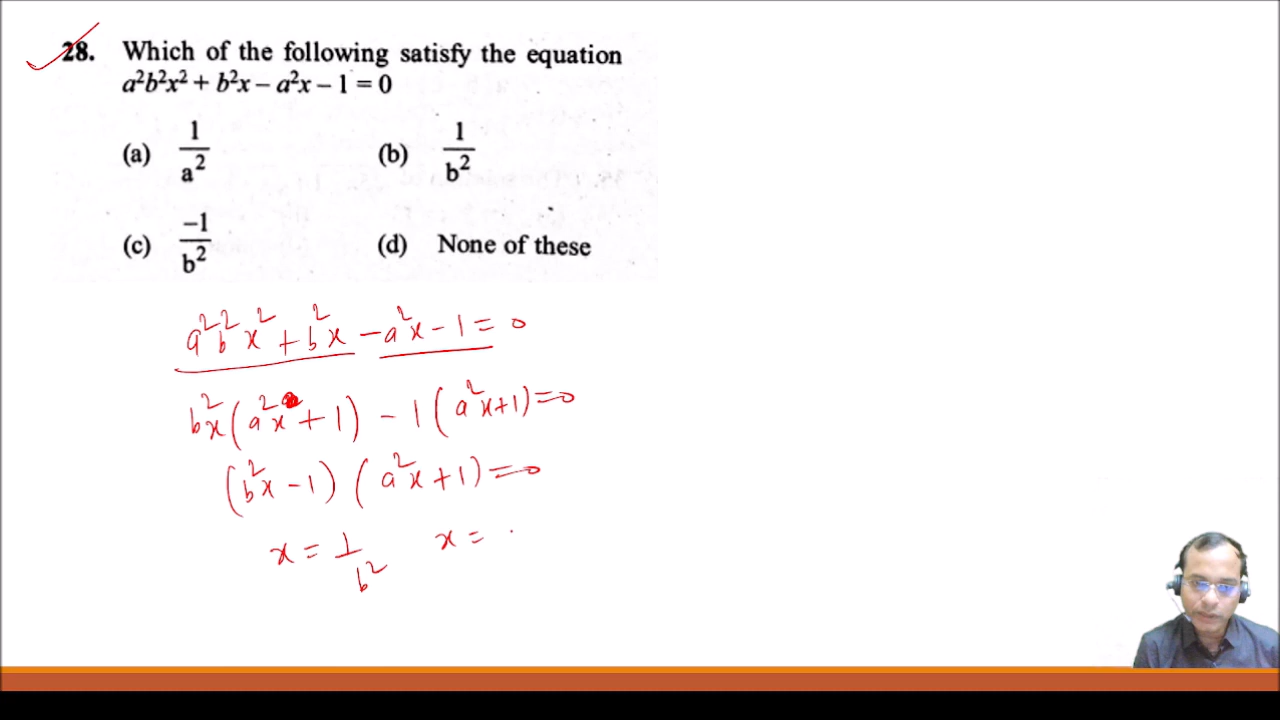 28. Which of the following satisfy the equation
a²b²x² + b²x – a²x – 1 = 0
(a) 1/a² (b) 1/b²
(c) –1/b² (d) None of these
a²b²x² + b²x – a²x – 1 = 0
b²x (a²x + 1) – 1 (a²x + 1) = 0
(b²x – 1) (a²x + 1) = 0
x = 1/b² x =